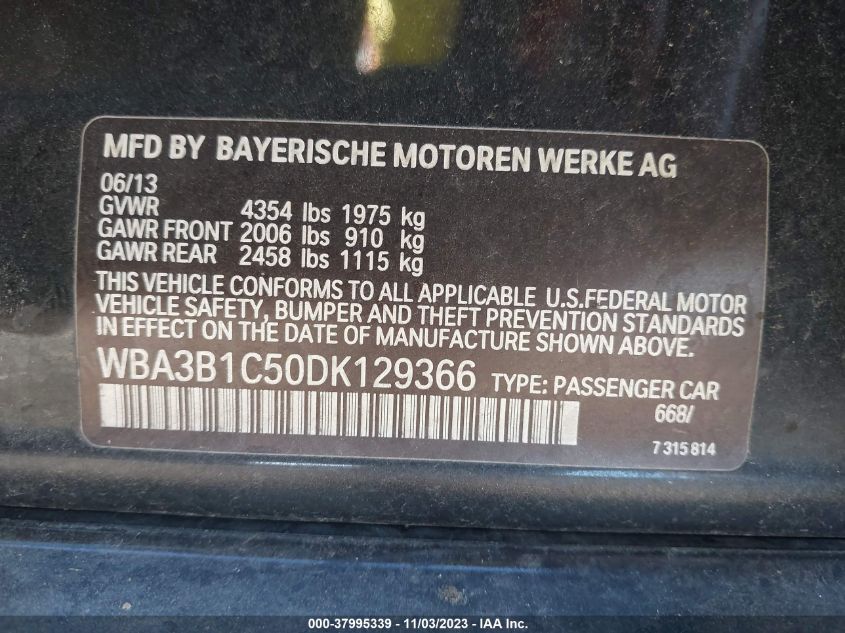 MFD BY BAYERISCHE MOTOREN WERKE AG
06/13
GVWR 4354 lbs 1975 kg
GAWR FRONT 2006 lbs 910 kg
GAWR REAR 2458 lbs 1115 kg
THIS VEHICLE CONFORMS TO ALL APPLICABLE U.S.FEDERAL MOTOR
VEHICLE SAFETY, BUMPER AND THEFT PREVENTION STANDARDS
IN EFFECT ON THE DATE OF MANUFACTURE SHOWN ABOVE.
WBA3B1C50DK129366 TYPE: PASSENGER CAR
668/
7 315 814
000-37995339 - 11/03/2023 - IAAI.COM